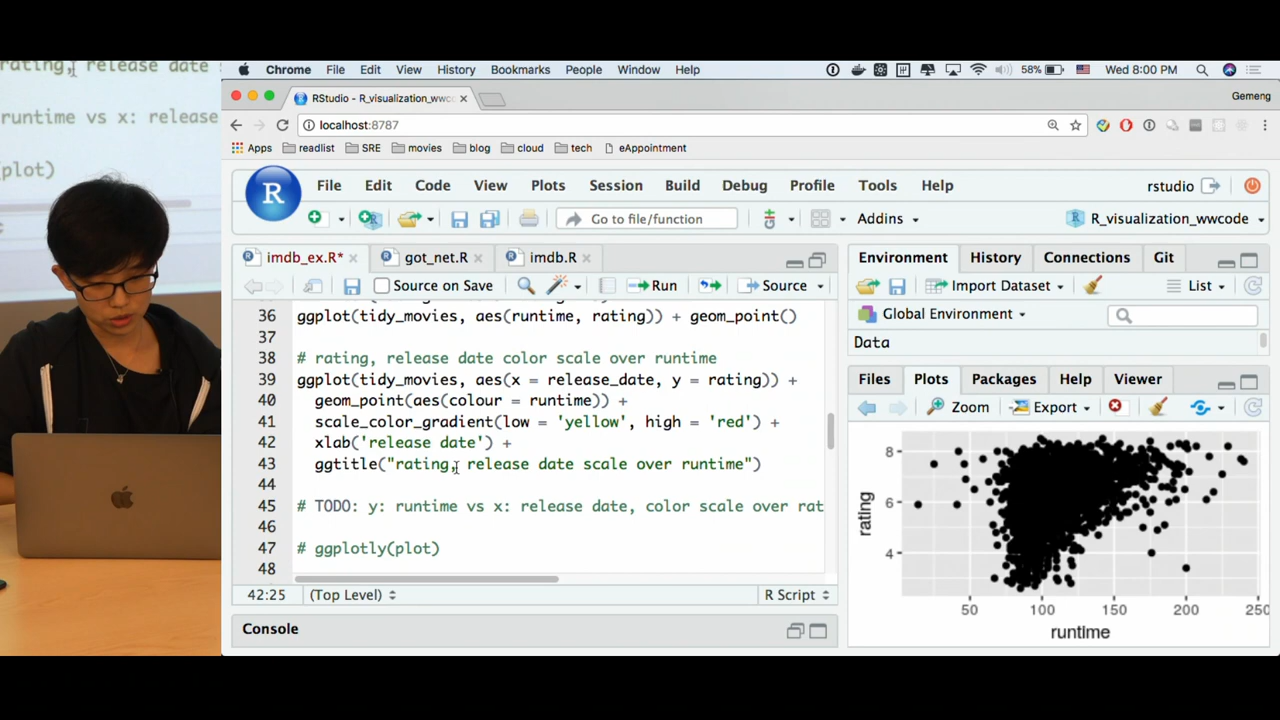 rating, release date
runtime vs x: release
plot)
Chrome File Edit View History Bookmarks People Window Help 58% Wed 8:00 PM
RStudio - R_visualization_wwc
Gemeng
localhost:8787
Apps readlist SRE movies blog cloud tech eAppointment
R File Edit Code View Plots Session Build Debug Profile Tools Help rstudio
Go to file/function Addins R_visualization_wwcode
imdb_ex.R* got_net.R imdb.R
Source on Save Run Source
36 ggplot(tidy_movies, aes(runtime, rating)) + geom_point()
37
38 # rating, release date color scale over runtime
39 ggplot(tidy_movies, aes(x = release_date, y = rating)) +
40 geom_point(aes(colour = runtime)) +
41 scale_color_gradient(low = 'yellow', high = 'red') +
42 xlab('release date') +
43 ggtitle("rating, release date scale over runtime")
44
45 # TODO: y: runtime vs x: release date, color scale over rat
46
47 # ggplotly(plot)
48
42:25 (Top Level) R Script
Console
Environment History Connections Git
Import Dataset List
Global Environment
Data
Files Plots Packages Help Viewer
Zoom Export
8
6
4
rating
50 100 150 200 250
runtime